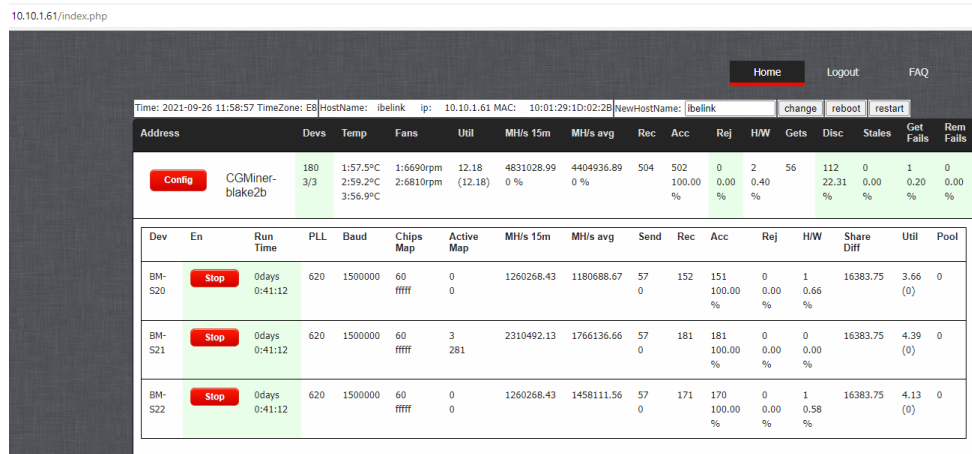 10.10.1.61/index.php
Home Logout FAQ
Time: 2021-09-26 11:58:57 TimeZone: E8 HostName: ibelink ip: 10.10.1.61 MAC: 10:01:29:1D:02:2B NewHostName: ibelink change reboot restart
Address Devs Temp Fans Util MH/s 15m MH/s avg Rec Acc Rej H/W Gets Disc Stales Get Fails Rem Fails
Config CGMiner-blake2b 180 3/3 1:57.5ºC 2:59.2ºC 3:56.9ºC 1:6690rpm 2:6810rpm 12.18 (12.18) 4831028.99 0 % 4404936.89 0 % 504 502 100.00 % 0 0.00 % 2 0.40 % 56 112 22.31 % 0 0.00 % 1 0.20 % 0 0.00 %
Dev En Run Time PLL Baud Chips Map Active Map MH/s 15m MH/s avg Send Rec Acc Rej H/W Share Diff Util Pool
BM-S20 Stop 0days 0:41:12 620 1500000 60 fffff 0 0 1260268.43 1180688.67 57 0 152 151 100.00 % 0 0.00 % 1 0.66 % 16383.75 3.66 (0) 0
BM-S21 Stop 0days 0:41:12 620 1500000 60 fffff 3 281 2310492.13 1766136.66 57 0 181 181 100.00 % 0 0.00 % 0 0.00 % 16383.75 4.39 (0) 0
BM-S22 Stop 0days 0:41:12 620 1500000 60 fffff 0 0 1260268.43 1458111.56 57 0 171 170 100.00 % 0 0.00 % 1 0.58 % 16383.75 4.13 (0) 0